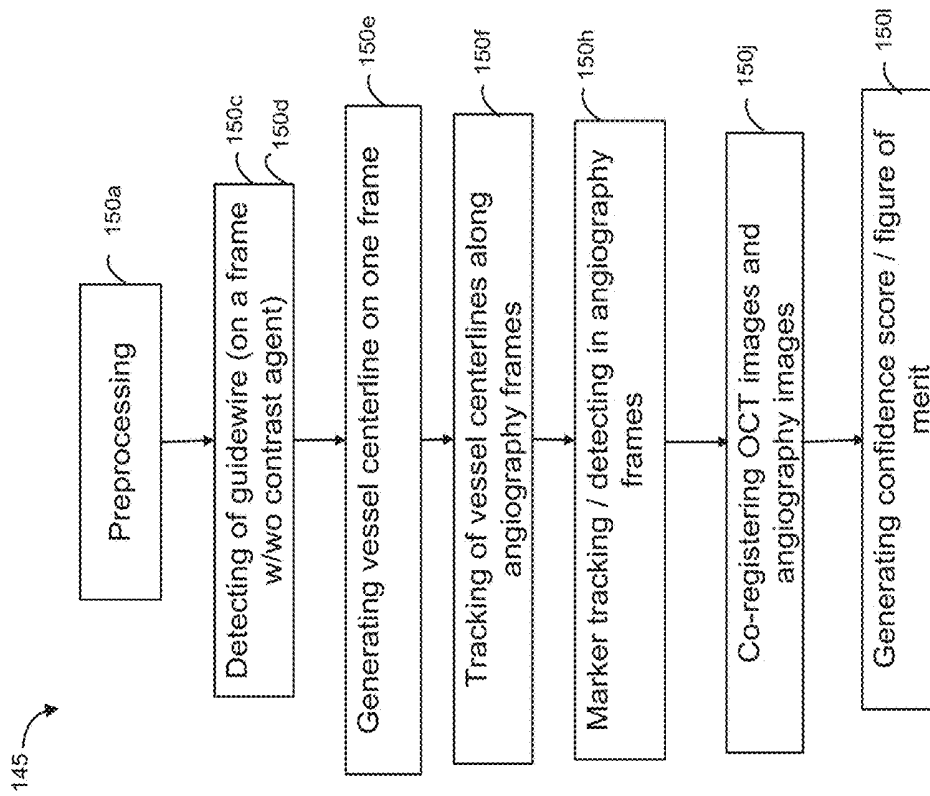 145
Preprocessing
150a
Detecting of guidewire (on a frame
w/wo contrast agent)
150c
150d
Generating vessel centerline on one frame
150e
Tracking of vessel centerlines along
angiography frames
150f
Marker tracking / detecting in angiography
frames
150h
Co-registering OCT images and
angiography images
150j
Generating confidence score / figure of
merit
150l